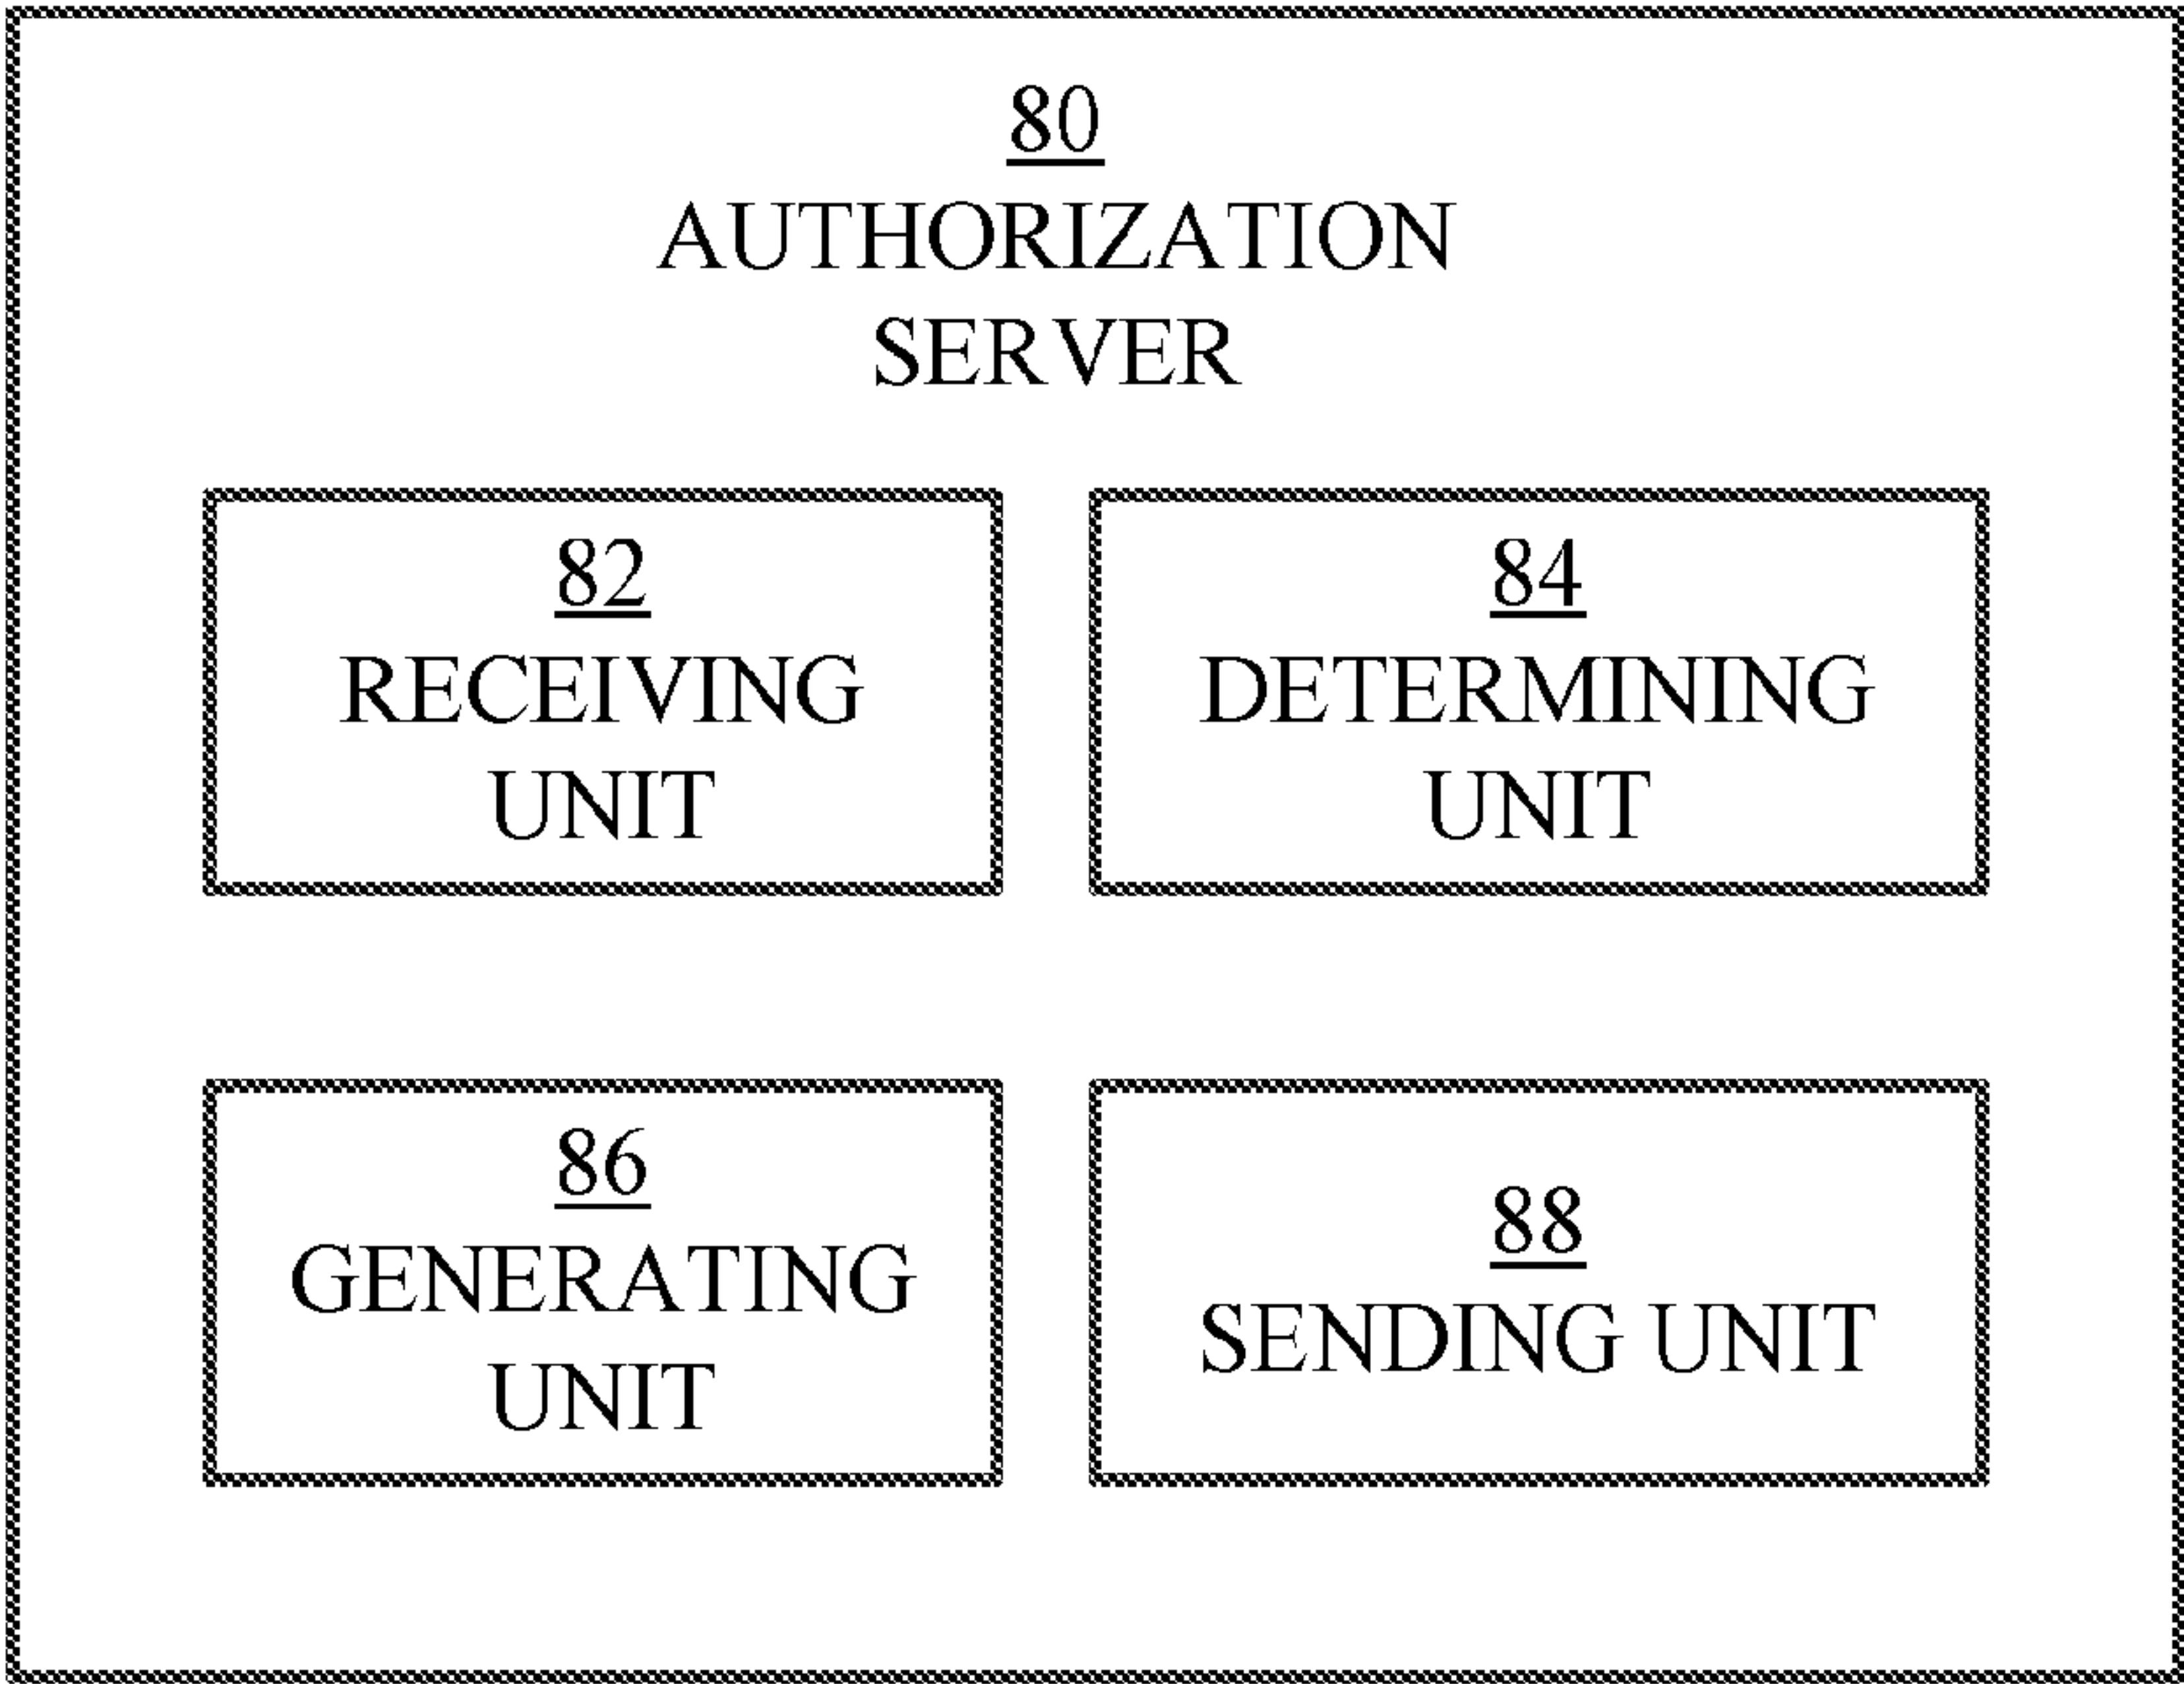 80
AUTHORIZATION
SERVER
82
RECEIVING
UNIT
84
DETERMINING
UNIT
86
GENERATING
UNIT
88
SENDING UNIT